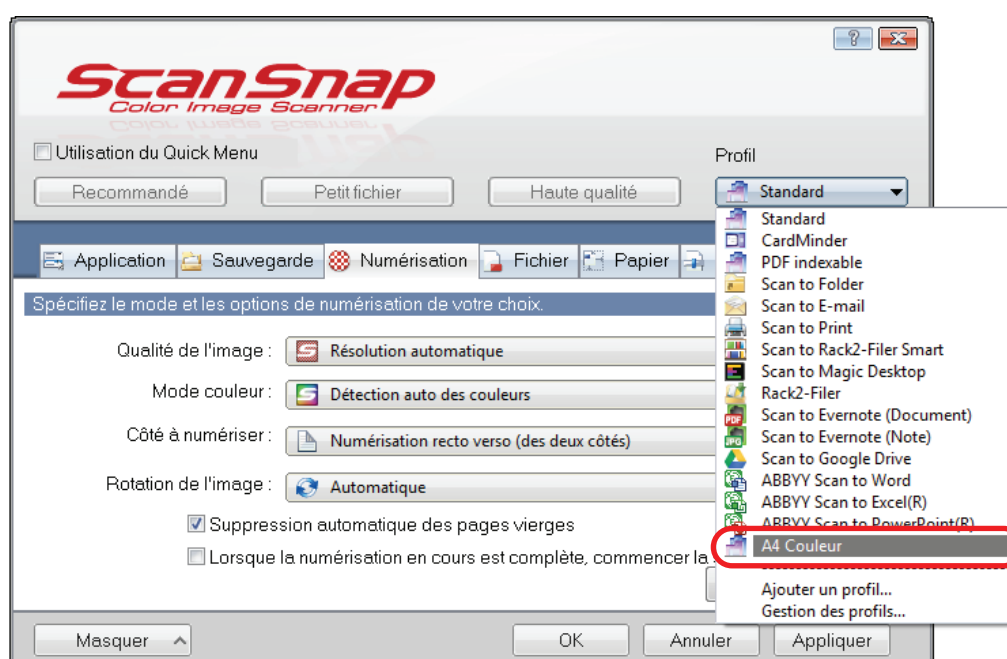 ScanSnap
Color Image Scanner
Utilisation du Quick Menu
Profil
Recommandé
Petit fichier
Haute qualité
Standard
Standard
CardMinder
PDF indexable
Scan to Folder
Scan to E-mail
Scan to Print
Scan to Rack2-Filer Smart
Scan to Magic Desktop
Rack2-Filer
Scan to Evernote (Document)
Scan to Evernote (Note)
Scan to Google Drive
ABBYY Scan to Word
ABBYY Scan to Excel(R)
ABBYY Scan to PowerPoint(R)
A4 Couleur
Ajouter un profil...
Gestion des profils...
Application
Sauvegarde
Numérisation
Fichier
Papier
Spécifiez le mode et les options de numérisation de votre choix.
Qualité de l'image :
Résolution automatique
Mode couleur :
Détection auto des couleurs
Côté à numériser :
Numérisation recto verso (des deux côtés)
Rotation de l'image :
Automatique
Suppression automatique des pages vierges
Lorsque la numérisation en cours est complète, commencer la
Masquer
OK
Annuler
Appliquer